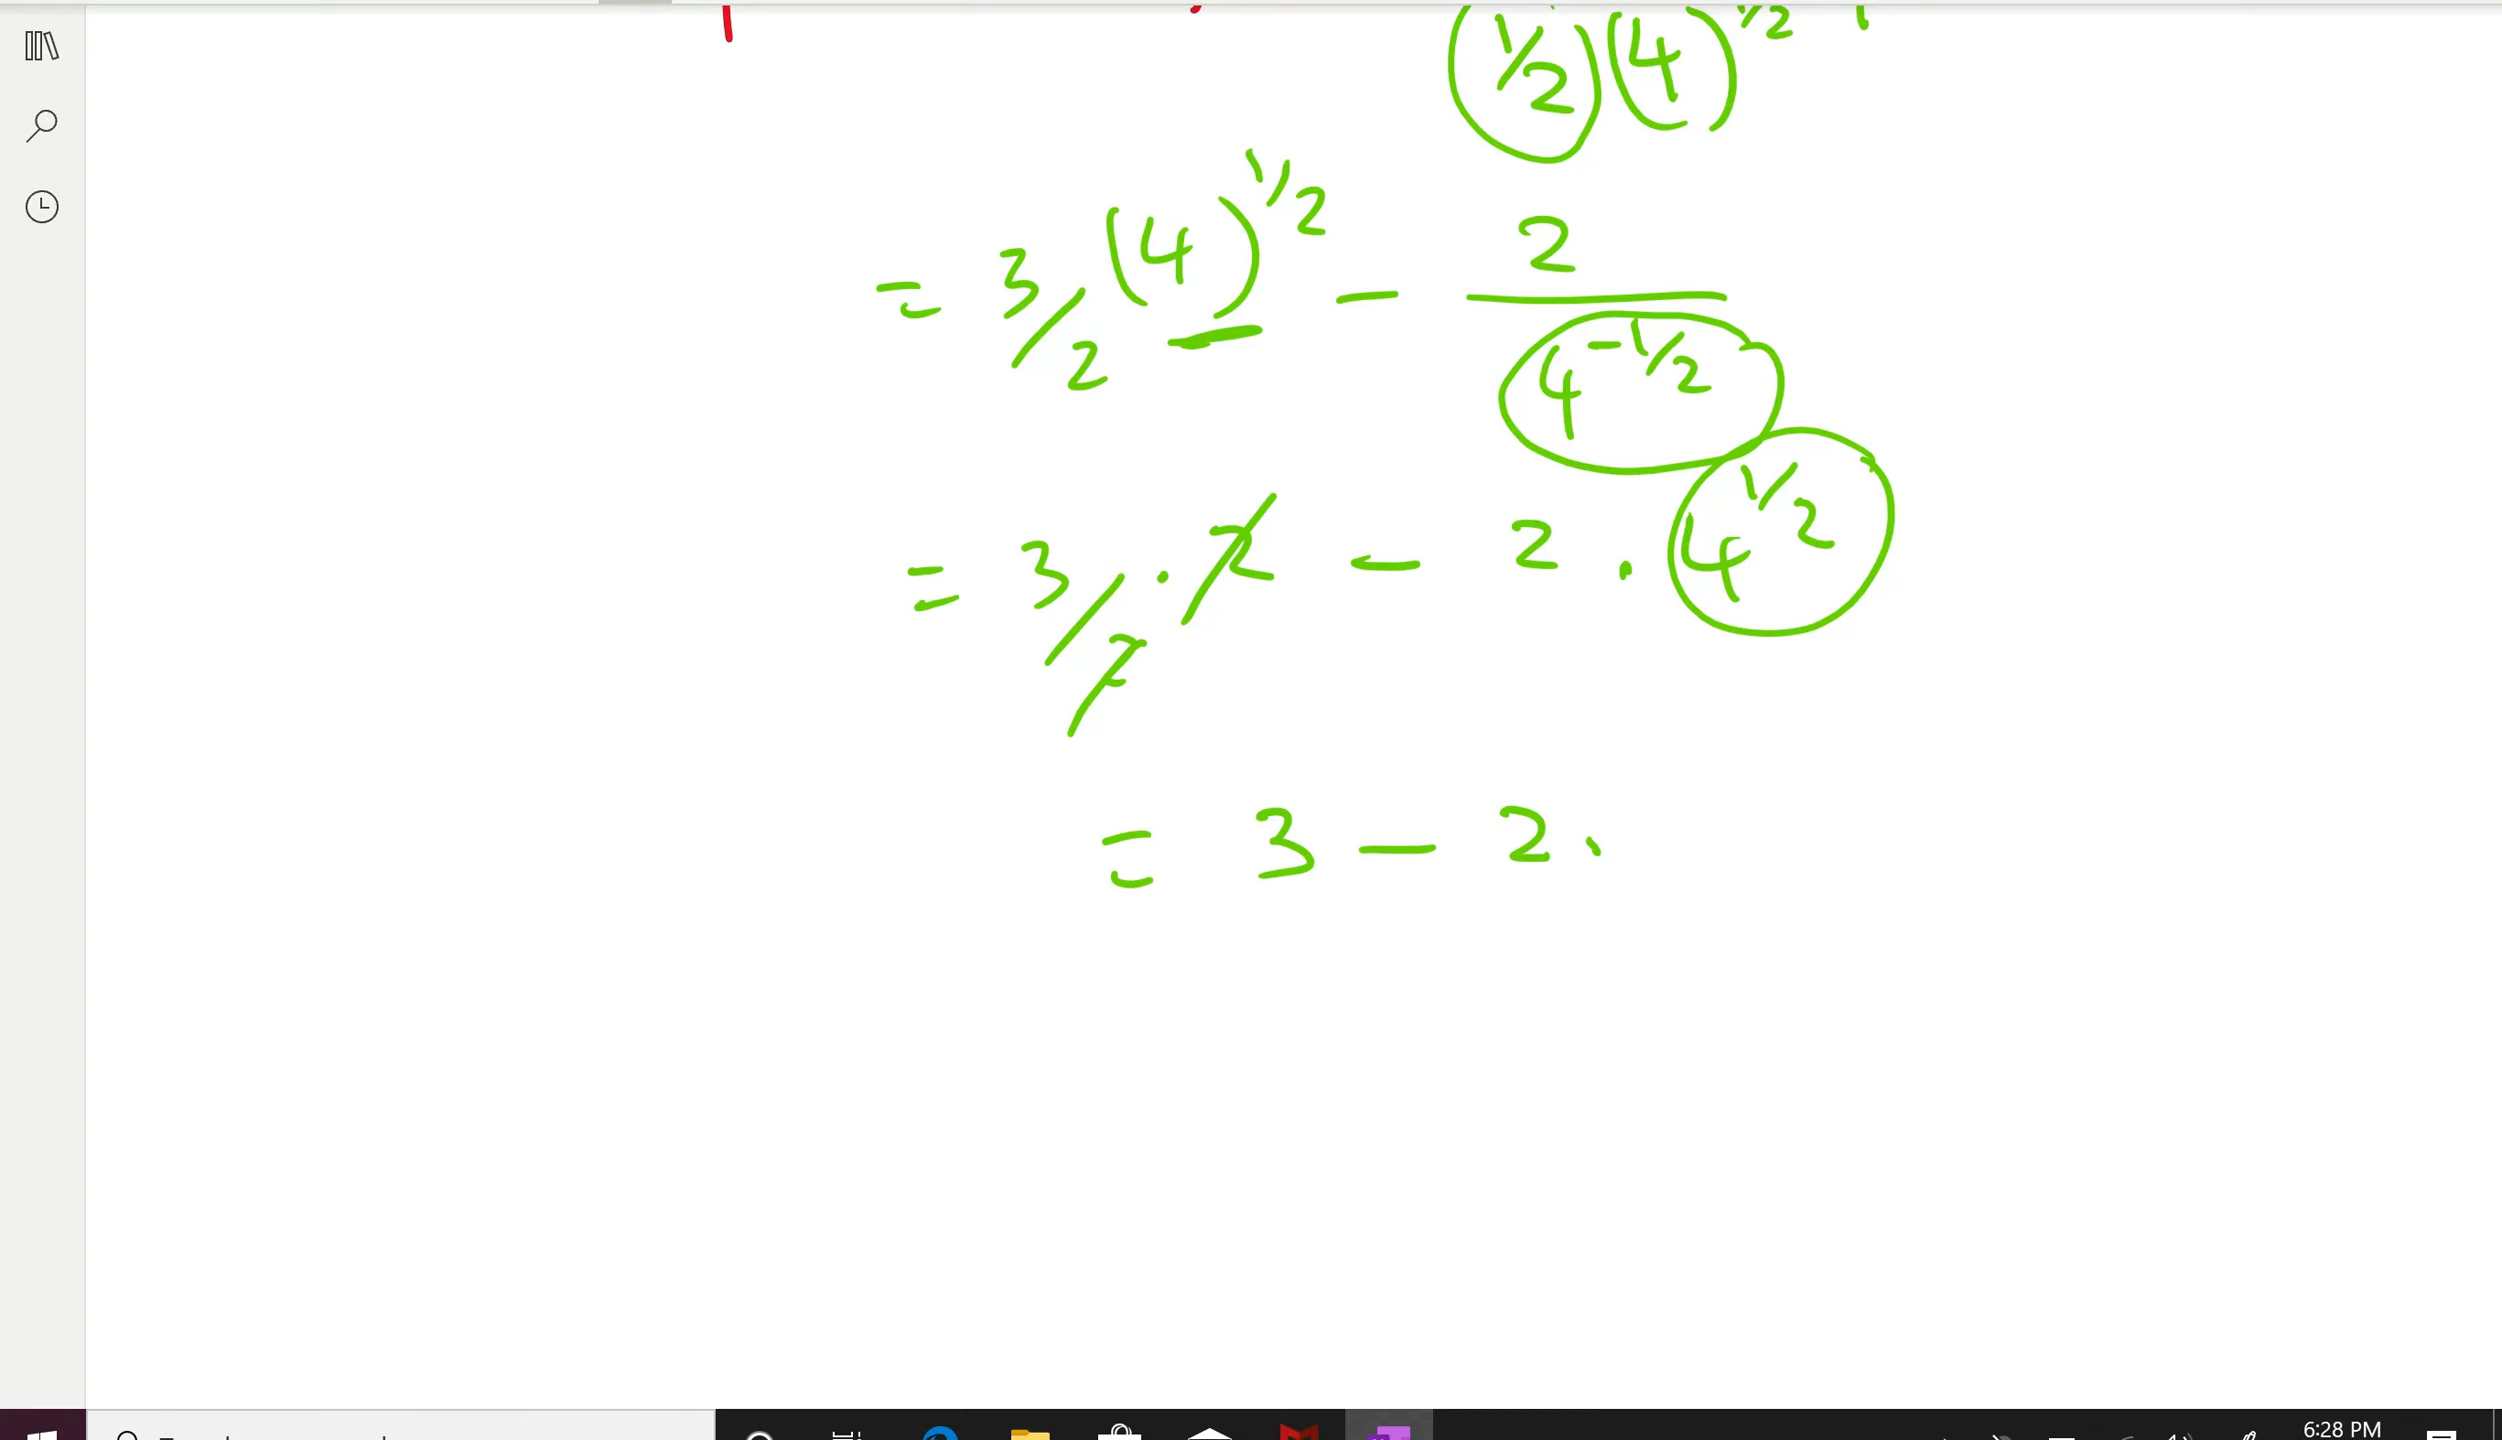 (1/2)(4)^1/2
= 3/2 (4)^1/2 - 2/4^-1/2
= 3/2 · 2 - 2 · 4^1/2
= 3 - 2 ·
6:28 PM